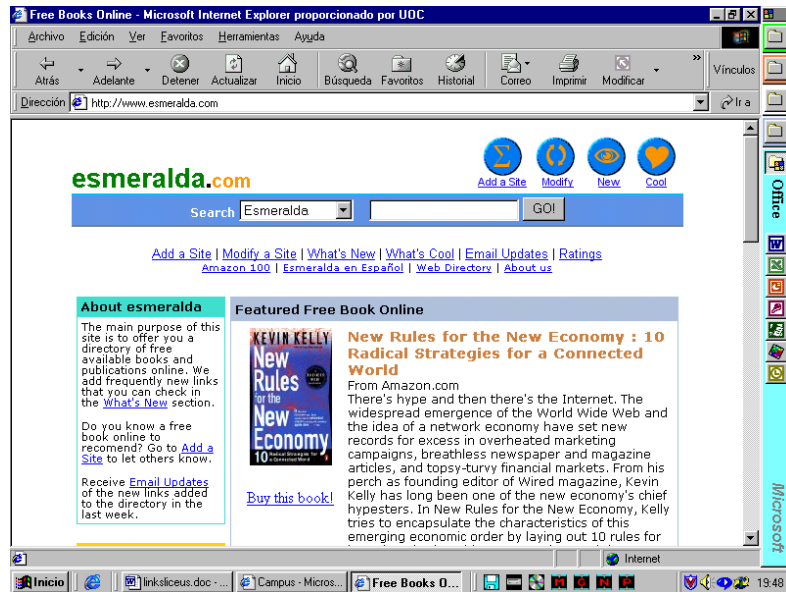 Free Books Online - Microsoft Internet Explorer proporcionado por UOC
Archivo Edición Ver Favoritos Herramientas Ayuda
Atrás Adelante Detener Actualizar Inicio Búsqueda Favoritos Historial Correo Imprimir Modificar » Vínculos
Dirección http://www.esmeralda.com Ir a
esmeralda.com
Add a Site Modify New Cool
Search Esmeralda GO!
Add a Site | Modify a Site | What's New | What's Cool | Email Updates | Ratings
Amazon 100 | Esmeralda en Español | Web Directory | About us
About esmeralda
The main purpose of this
site is to offer you a
directory of free
available books and
publications online. We
add frequently new links
that you can check in
the What's New section.
Do you know a free
book online to
recomend? Go to Add a
Site to let others know.
Receive Email Updates
of the new links added
to the directory in the
last week.
Featured Free Book Online
KEVIN KELLY
New
Rules
for the
New
Economy
10 Radical Strategies for
a Connected World
Buy this book!
New Rules for the New Economy : 10
Radical Strategies for a Connected
World
From Amazon.com
There's hype and then there's the Internet. The
widespread emergence of the World Wide Web and
the idea of a network economy have set new
records for excess in overheated marketing
campaigns, breathless newspaper and magazine
articles, and topsy-turvy financial markets. From his
perch as founding editor of Wired magazine, Kevin
Kelly has long been one of the new economy's chief
hypesters. In New Rules for the New Economy, Kelly
tries to encapsulate the characteristics of this
emerging economic order by laying out 10 rules for
Office
Microsoft
Internet
Inicio linksliceus.doc - ... Campus - Micros... Free Books O... M G N P 19:48